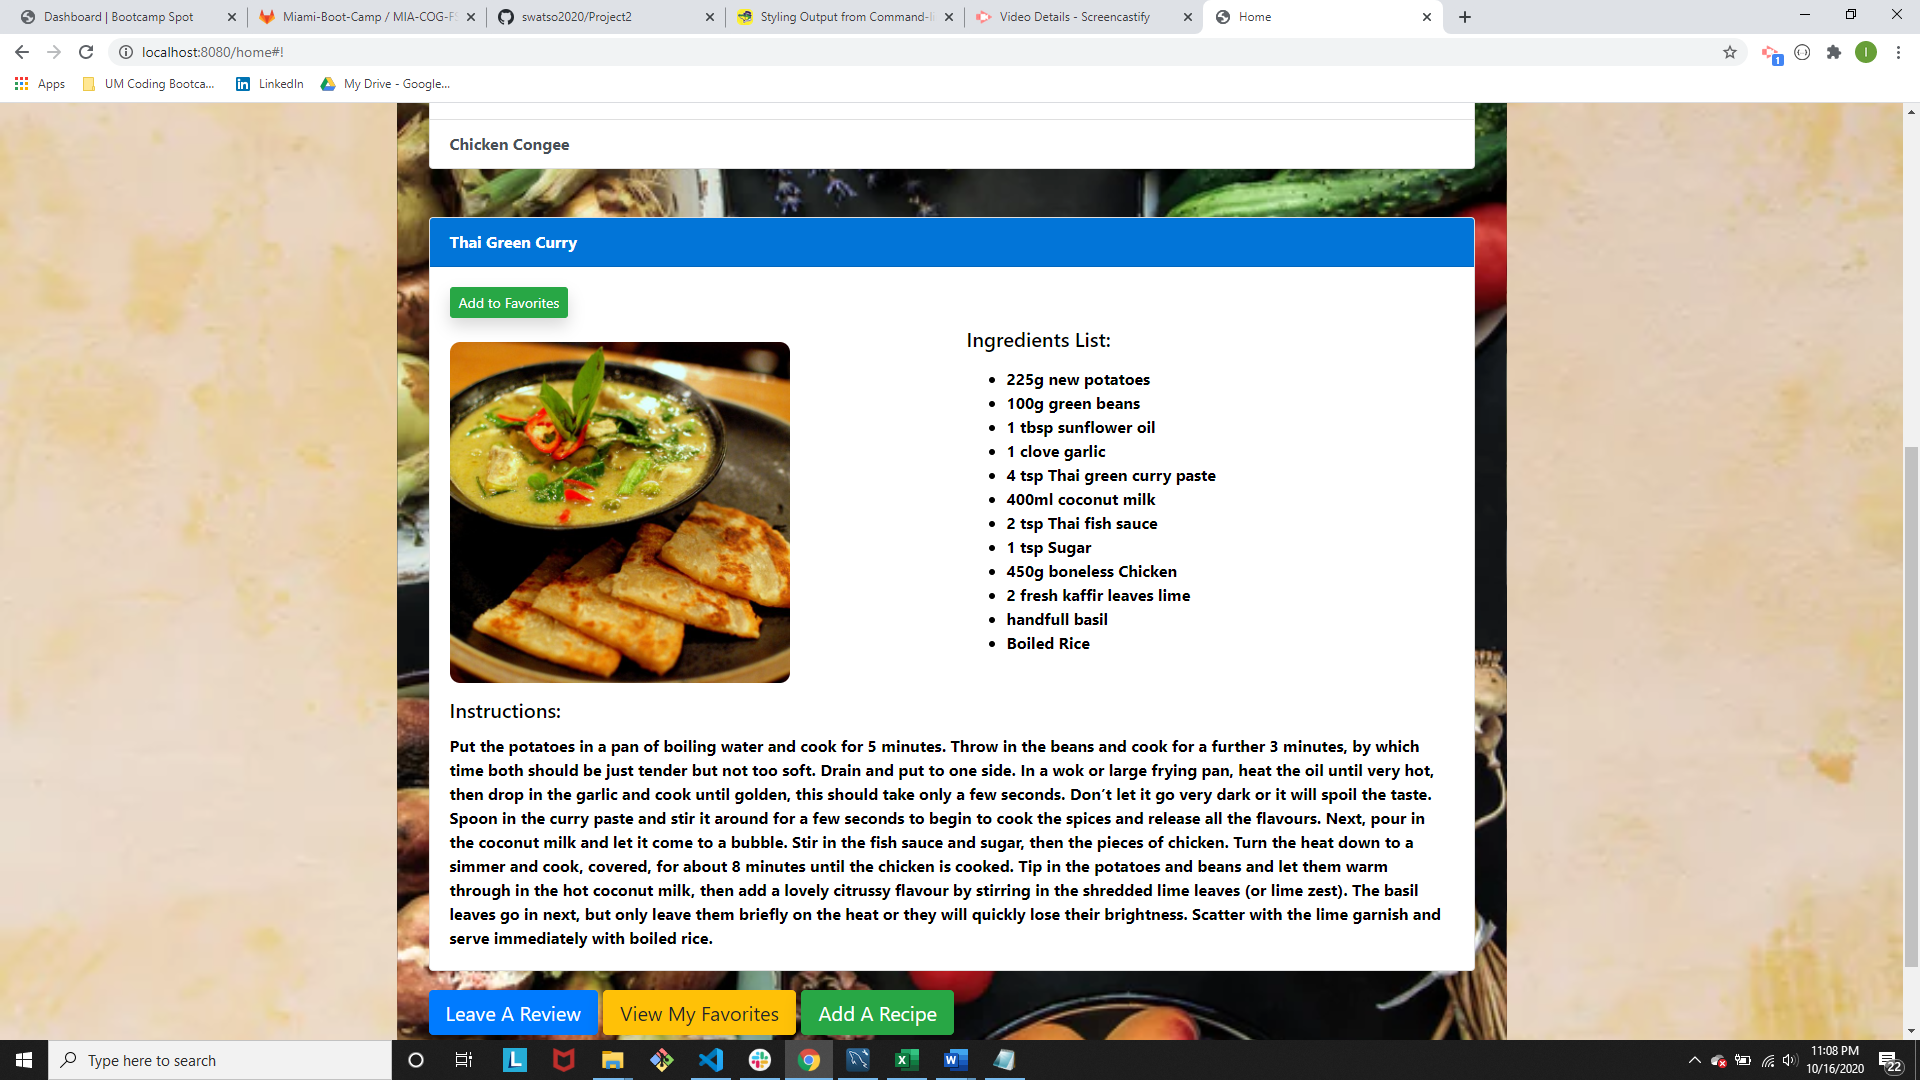 Dashboard | Bootcamp Spot
Miami-Boot-Camp / MIA-COG-FS
swatso2020/Project2
Styling Output from Command-li
Video Details - Screencastify
Home
localhost:8080/home#!
1
I
Apps
UM Coding Bootca...
LinkedIn
My Drive - Google...
Chicken Congee
Thai Green Curry
Add to Favorites
Ingredients List:
225g new potatoes
100g green beans
1 tbsp sunflower oil
1 clove garlic
4 tsp Thai green curry paste
400ml coconut milk
2 tsp Thai fish sauce
1 tsp Sugar
450g boneless Chicken
2 fresh kaffir leaves lime
handfull basil
Boiled Rice
Instructions:
Put the potatoes in a pan of boiling water and cook for 5 minutes. Throw in the beans and cook for a further 3 minutes, by which
time both should be just tender but not too soft. Drain and put to one side. In a wok or large frying pan, heat the oil until very hot,
then drop in the garlic and cook until golden, this should take only a few seconds. Don’t let it go very dark or it will spoil the taste.
Spoon in the curry paste and stir it around for a few seconds to begin to cook the spices and release all the flavours. Next, pour in
the coconut milk and let it come to a bubble. Stir in the fish sauce and sugar, then the pieces of chicken. Turn the heat down to a
simmer and cook, covered, for about 8 minutes until the chicken is cooked. Tip in the potatoes and beans and let them warm
through in the hot coconut milk, then add a lovely citrussy flavour by stirring in the shredded lime leaves (or lime zest). The basil
leaves go in next, but only leave them briefly on the heat or they will quickly lose their brightness. Scatter with the lime garnish and
serve immediately with boiled rice.
Leave A Review
View My Favorites
Add A Recipe
Type here to search
L
11:08 PM
10/16/2020
22